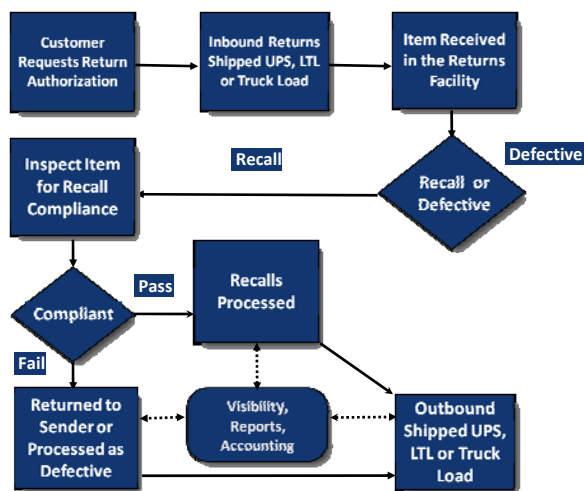 Customer
Requests Return
Authorization
Inbound Returns
Shipped UPS, LTL
or Truck Load
Item Received
in the Returns
Facility
Recall
Defective
Inspect Item
for Recall
Compliance
Recall or
Defective
Compliant
Pass
Recalls
Processed
Fail
Returned to
Sender or
Processed as
Defective
Visibility,
Reports,
Accounting
Outbound
Shipped UPS,
LTL or Truck
Load